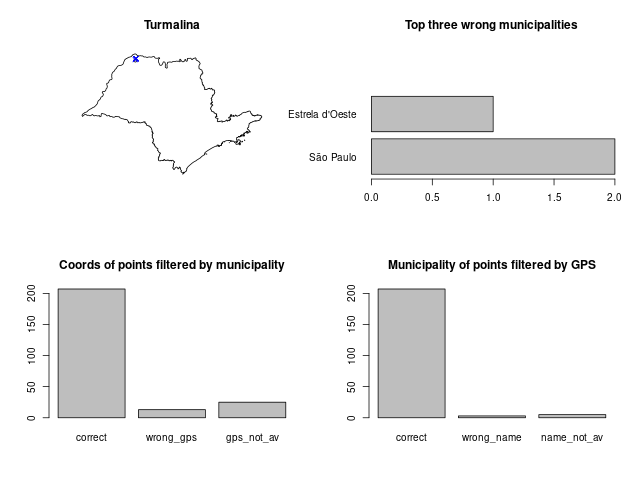 Turmalina
Top three wrong municipalities
Estrela d'Oeste
São Paulo
0.0 0.5 1.0 1.5 2.0
Coords of points filtered by municipality
200
150
100
50
0
correct wrong_gps gps_not_av
Municipality of points filtered by GPS
200
150
100
50
0
correct wrong_name name_not_av